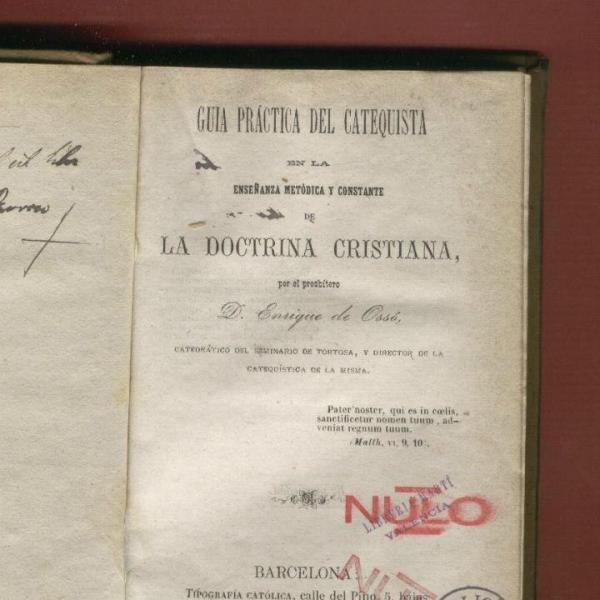 GUIA PRÁCTICA DEL CATEQUISTA
EN LA
ENSEÑANZA METÓDICA Y CONSTANTE
DE
LA DOCTRINA CRISTIANA,
por el presbítero
D. Enrique de Ossó,
CATEDRÁTICO DEL SEMINARIO DE TORTOSA, Y DIRECTOR DE LA
CATEQUÍSTICA DE LA MISMA.
Pater noster, qui es in cœlis,
sanctificetur nomen tuum, ad-
veniat regnum tuum.
(Matth. VI, 9, 10).
NULO
LIBRERIA MARTÍ
VALENCIA
BARCELONA:
TIPOGRAFÍA CATÓLICA, calle del Pino, 5, bajos